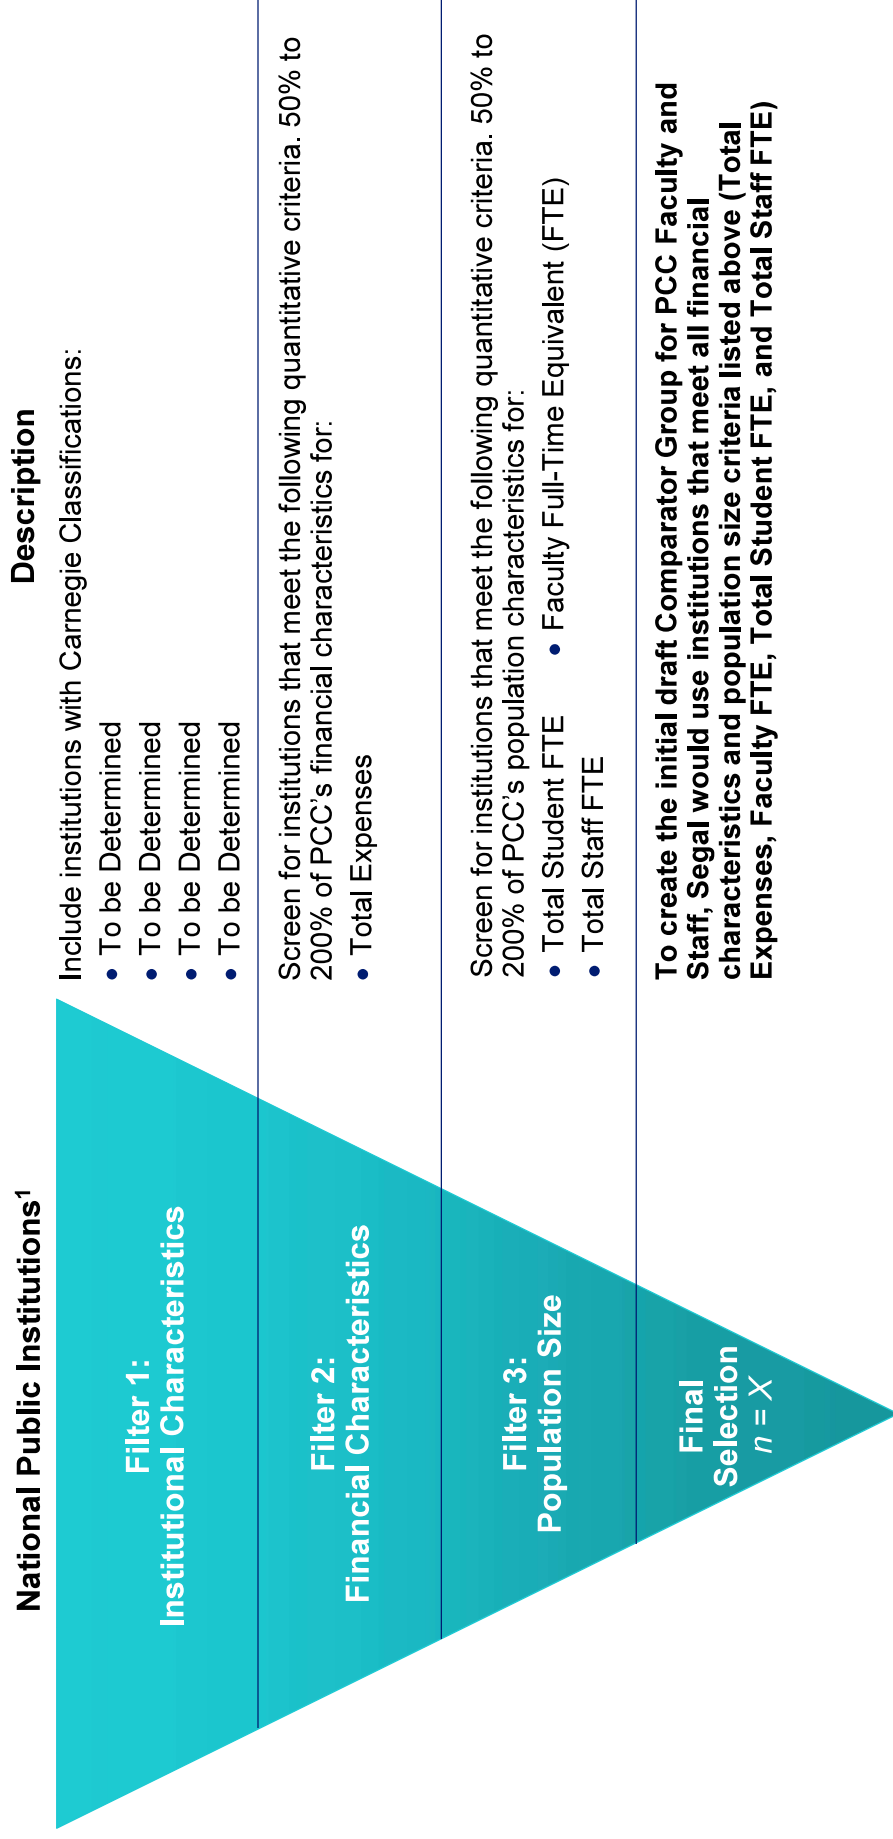 National Public Institutions¹
Description
Filter 1:
Institutional Characteristics
Include institutions with Carnegie Classifications:
• To be Determined
• To be Determined
• To be Determined
• To be Determined
Filter 2:
Financial Characteristics
Screen for institutions that meet the following quantitative criteria. 50% to
200% of PCC’s financial characteristics for:
• Total Expenses
Filter 3:
Population Size
Screen for institutions that meet the following quantitative criteria. 50% to
200% of PCC’s population characteristics for:
• Total Student FTE • Faculty Full-Time Equivalent (FTE)
• Total Staff FTE
Final
Selection
n = X
To create the initial draft Comparator Group for PCC Faculty and
Staff, Segal would use institutions that meet all financial
characteristics and population size criteria listed above (Total
Expenses, Faculty FTE, Total Student FTE, and Total Staff FTE)